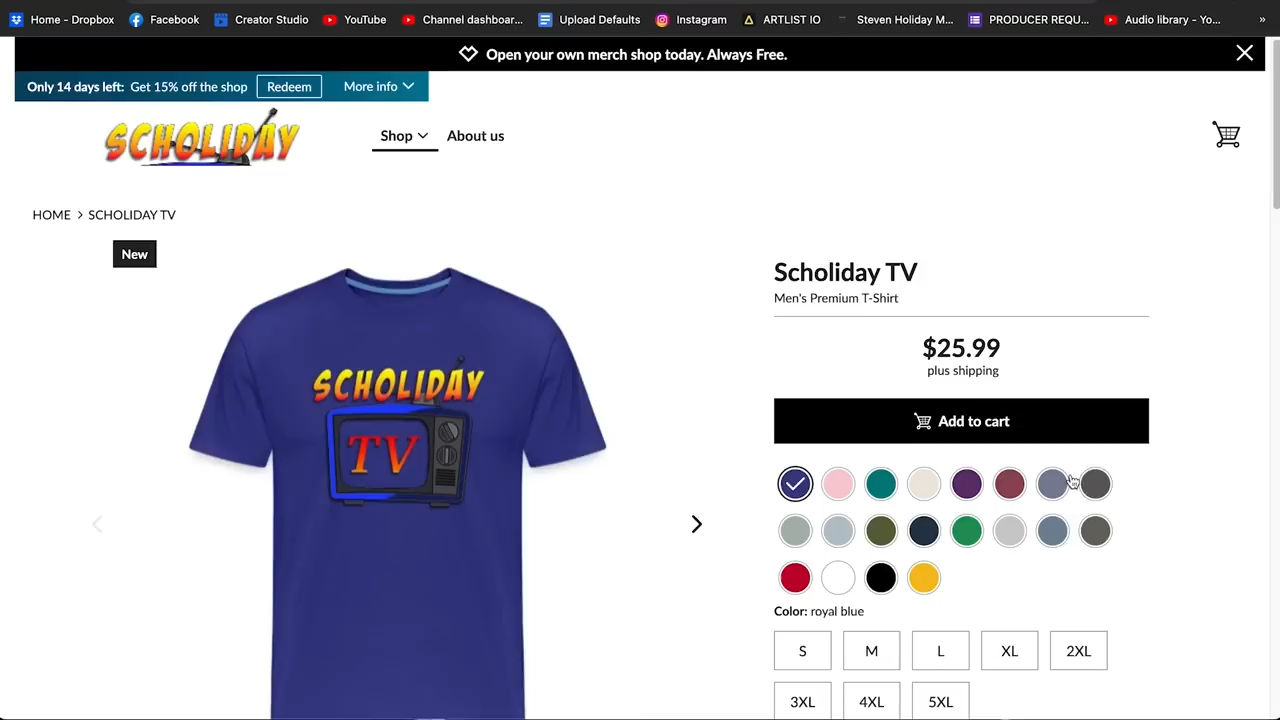 Home - Dropbox
Facebook
Creator Studio
YouTube
Channel dashboar...
Upload Defaults
Instagram
ARTLIST IO
Steven Holiday M...
PRODUCER REQU...
Audio library - Yo...
»
Open your own merch shop today. Always Free.
Only 14 days left: Get 15% off the shop
Redeem
More info
SCHOLIDAY
Shop
About us
HOME > SCHOLIDAY TV
New
Scholiday TV
Men's Premium T-Shirt
$25.99
plus shipping
Add to cart
SCHOLIDAY
TV
Color: royal blue
S
M
L
XL
2XL
3XL
4XL
5XL